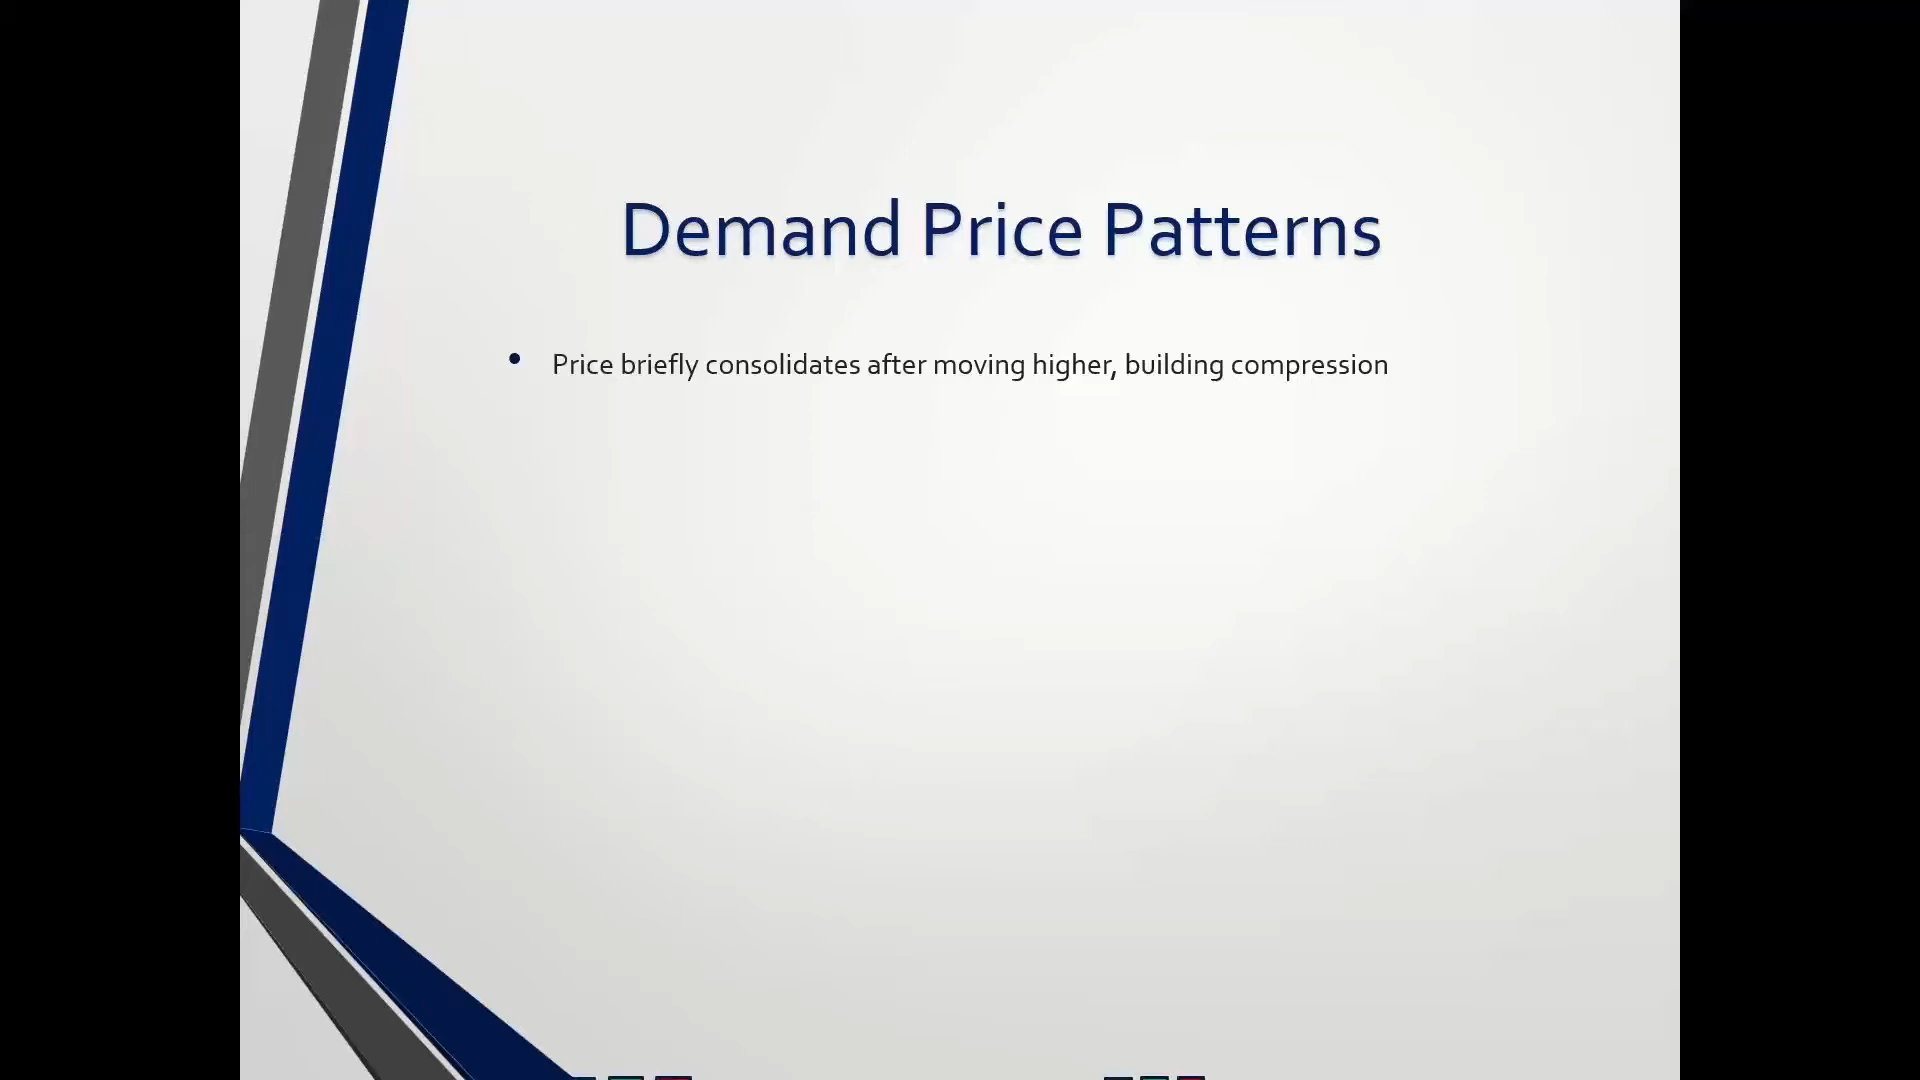 Demand Price Patterns
• Price briefly consolidates after moving higher, building compression